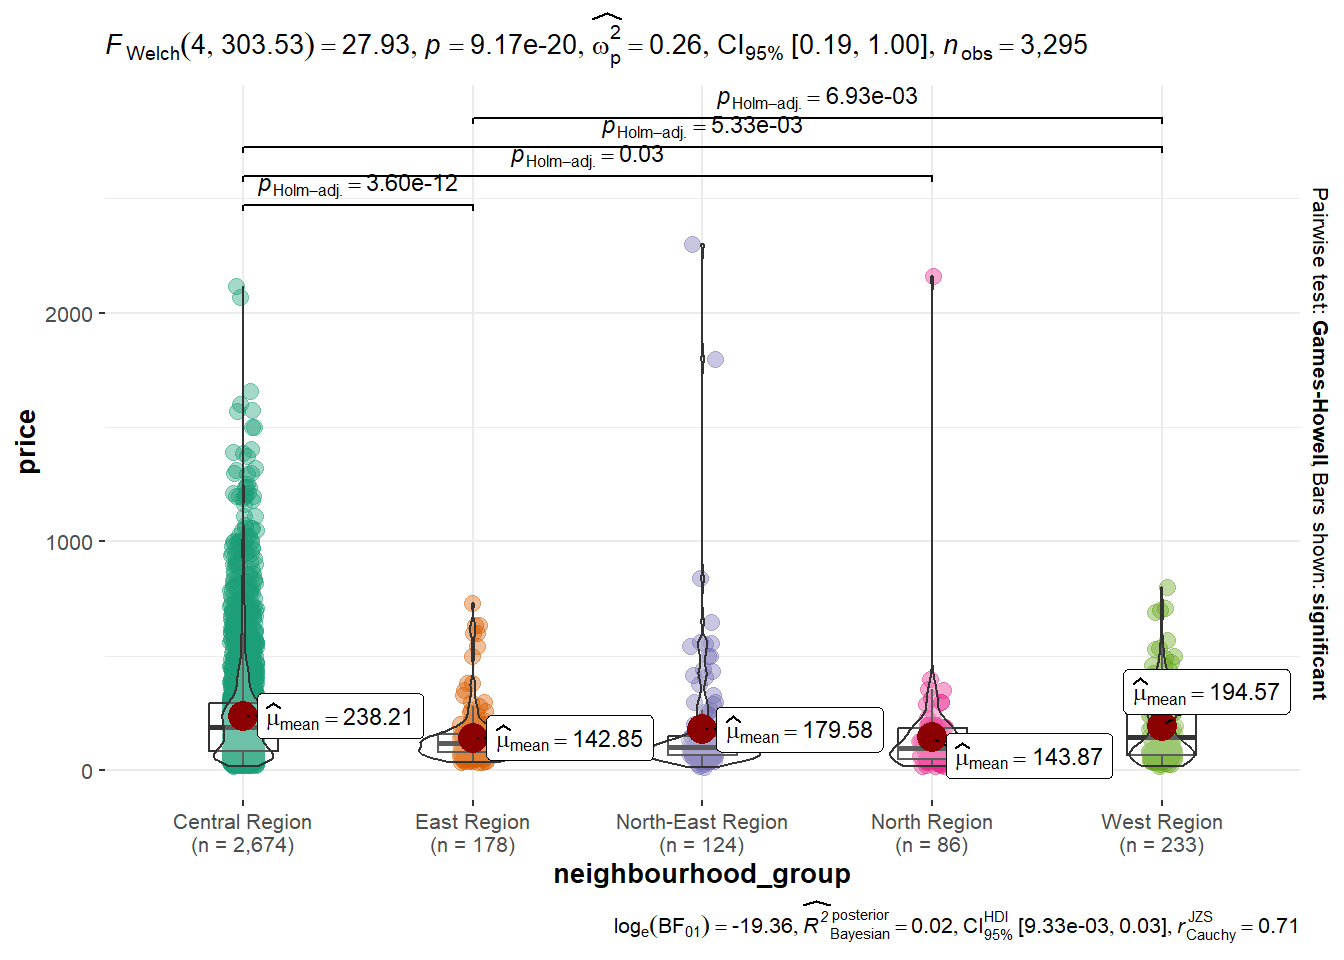 F Welch(4, 303.53) = 27.93, p = 9.17e-20, ω̂²p = 0.26, CI95% [0.19, 1.00], nobs = 3,295
pHolm−adj. = 6.93e-03
pHolm−adj. = 5.33e-03
pHolm−adj. = 0.03
pHolm−adj. = 3.60e-12
Pairwise test: Games-Howell, Bars shown: significant
price
2000
1000
0
μ̂mean = 238.21
μ̂mean = 142.85
μ̂mean = 179.58
μ̂mean = 143.87
μ̂mean = 194.57
Central Region
(n = 2,674)
East Region
(n = 178)
North-East Region
(n = 124)
North Region
(n = 86)
West Region
(n = 233)
neighbourhood_group
loge(BF01) = -19.36, R̂² posterior Bayesian = 0.02, CI HDI 95% [9.33e-03, 0.03], r JZS Cauchy = 0.71